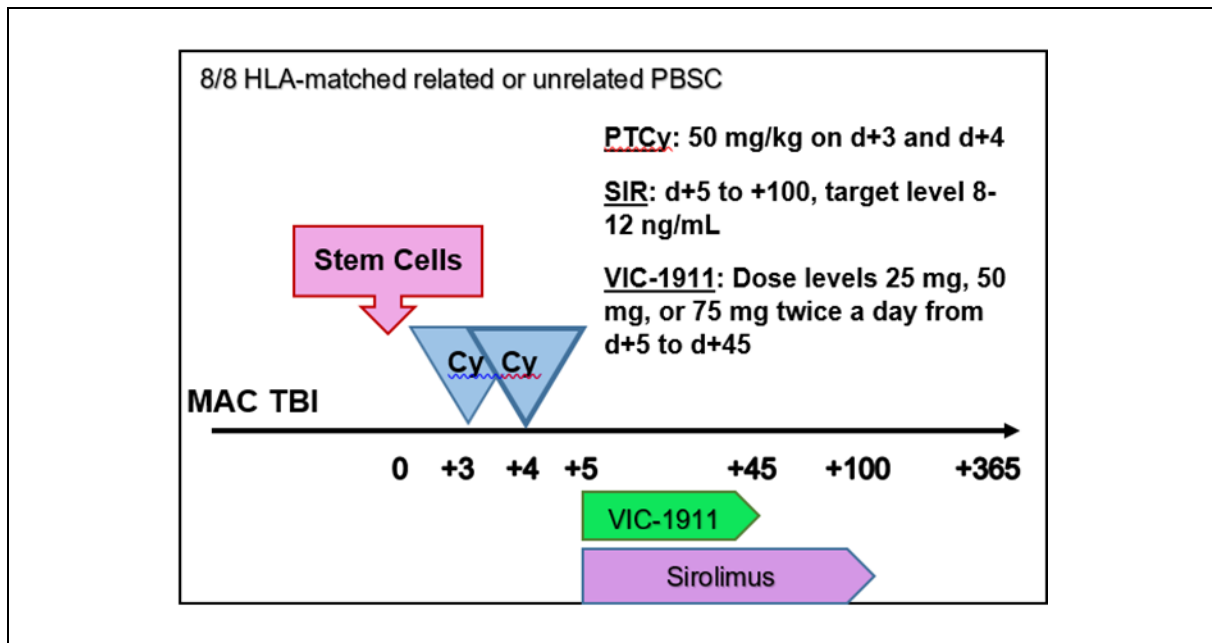 8/8 HLA-matched related or unrelated PBSC
PTCy: 50 mg/kg on d+3 and d+4
SIR: d+5 to +100, target level 8-
12 ng/mL
VIC-1911: Dose levels 25 mg, 50
mg, or 75 mg twice a day from
d+5 to d+45
Stem Cells
Cy Cy
MAC TBI
0 +3 +4 +5 +45 +100 +365
VIC-1911
Sirolimus